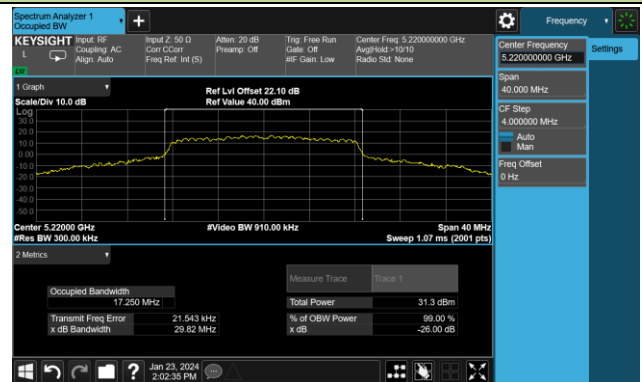 Spectrum Analyzer 1
Occupied BW
Frequency
KEYSIGHT
L
Input: RF
Coupling: AC
Align: Auto
Input Z: 50 Ω
Corr CCorr
Freq Ref: Int (S)
Atten: 20 dB
Preamp: Off
Trig: Free Run
Gate: Off
#IF Gain: Low
Center Freq: 5.220000000 GHz
Avg|Hold:>10/10
Radio Std: None
LW
Center Frequency
5.220000000 GHz
Settings
Span
40.000 MHz
CF Step
4.000000 MHz
Auto
Man
Freq Offset
0 Hz
1 Graph
Scale/Div 10.0 dB
Ref Lvl Offset 22.10 dB
Ref Value 40.00 dBm
Log
30.0
20.0
10.0
0.00
-10.0
-20.0
-30.0
-40.0
-50.0
Center 5.22000 GHz
#Res BW 300.00 kHz
#Video BW 910.00 kHz
Span 40 MHz
Sweep 1.07 ms (2001 pts)
2 Metrics
Measure Trace
Trace 1
Occupied Bandwidth
17.250 MHz
Total Power
31.3 dBm
Transmit Freq Error
21.543 kHz
% of OBW Power
99.00 %
x dB Bandwidth
29.82 MHz
x dB
-26.00 dB
?
Jan 23, 2024
2:02:35 PM